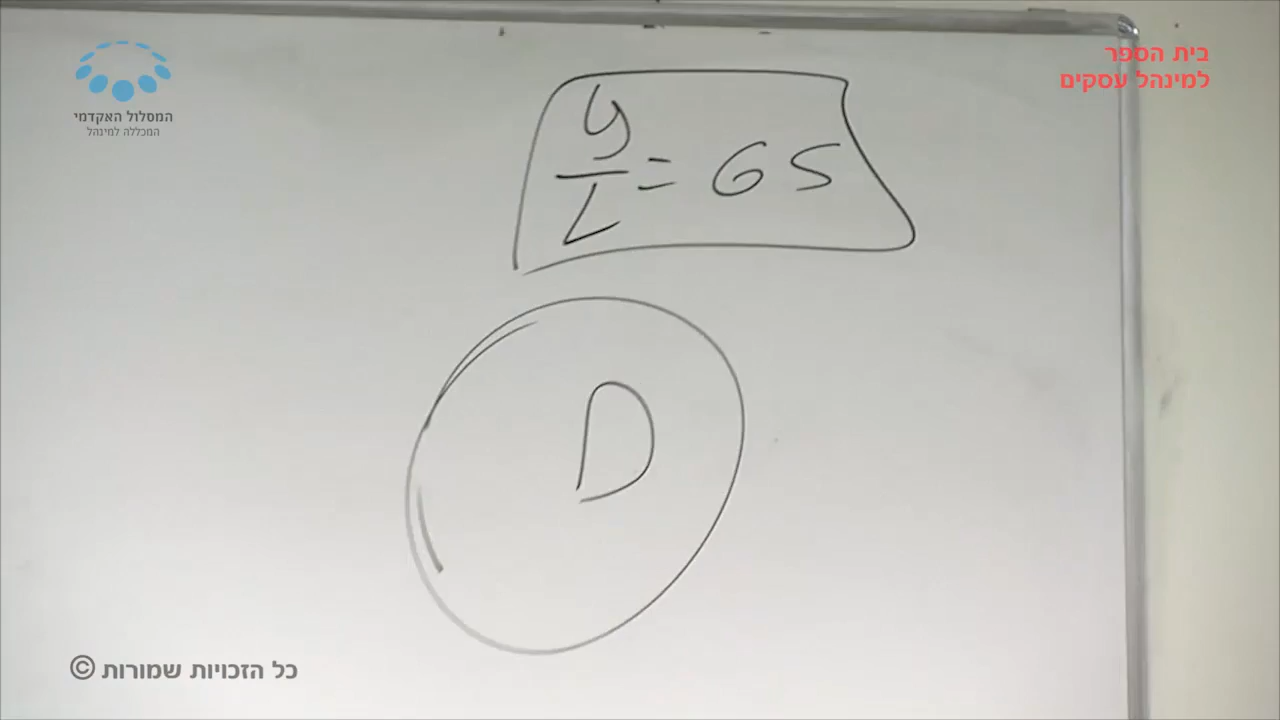 בית הספר
למינהל עסקים
המסלול האקדמי
המכללה למינהל
y/L = 65
D
כל הזכויות שמורות ©